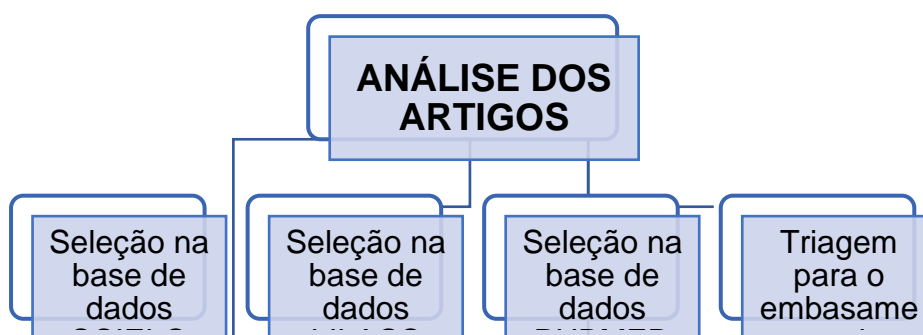 ANÁLISE DOS
ARTIGOS
Seleção na
base de
dados
Seleção na
base de
dados
Seleção na
base de
dados
Triagem
para o
embasame